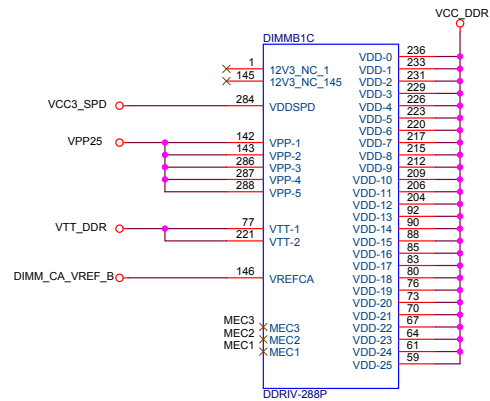 VCC_DDR
DIMMB1C
1 12V3_NC_1
145 12V3_NC_145
VCC3_SPD 284 VDDSPD
VPP25 142 VPP-1
143 VPP-2
286 VPP-3
287 VPP-4
288 VPP-5
VTT_DDR 77 VTT-1
221 VTT-2
DIMM_CA_VREF_B 146 VREFCA
MEC3 MEC3
MEC2 MEC2
MEC1 MEC1
VDD-0 236
VDD-1 233
VDD-2 231
VDD-3 229
VDD-4 226
VDD-5 223
VDD-6 220
VDD-7 217
VDD-8 215
VDD-9 212
VDD-10 209
VDD-11 206
VDD-12 204
VDD-13 92
VDD-14 90
VDD-15 88
VDD-16 85
VDD-17 83
VDD-18 80
VDD-19 76
VDD-20 73
VDD-21 70
VDD-22 67
VDD-23 64
VDD-24 61
VDD-25 59
DDRIV-288P